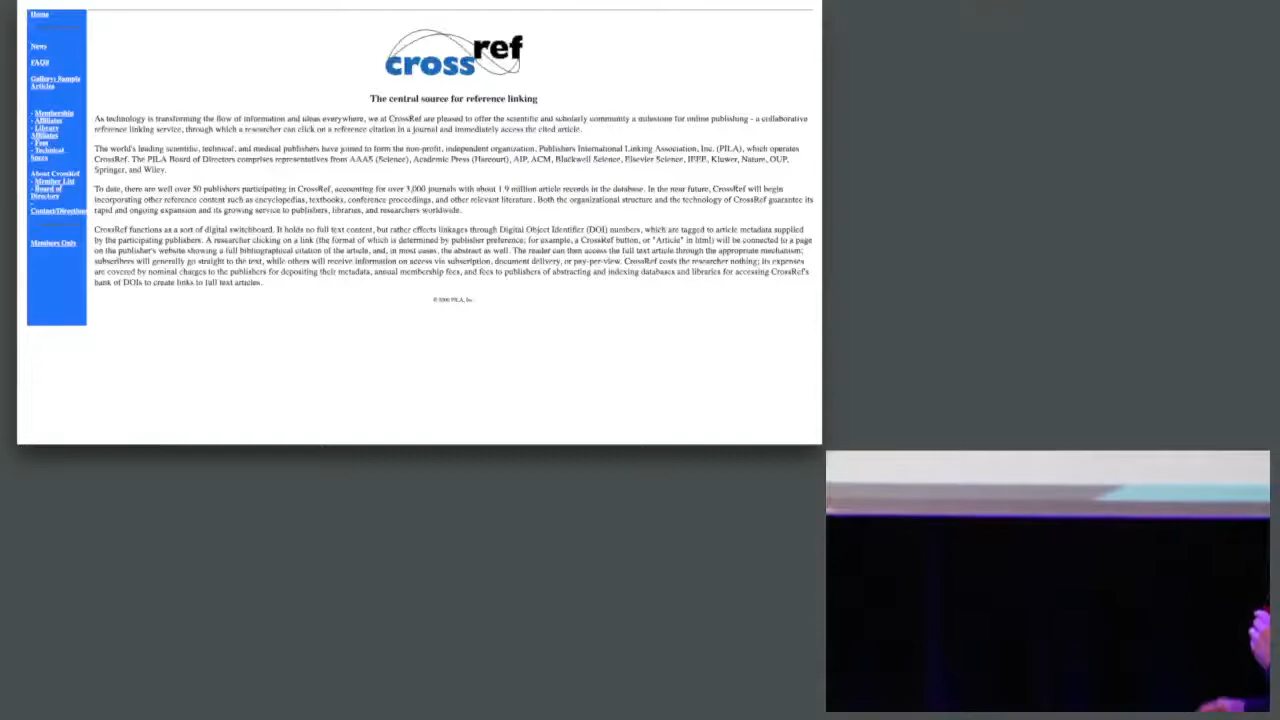 Home
News
FAQs
Gallery: Sample
Articles
- Membership
- Affiliates
- Library
Affiliates
- Fees
- Technical
About CrossRef
- Member List
- Board of
Directors
-
Contact/Directions
Members Only
cross ref
The central source for reference linking
As technology is transforming the flow of information and ideas everywhere, we at CrossRef are pleased to offer the scientific and scholarly community a milestone for online publishing - a collaborative
reference linking service, through which a researcher can click on a reference citation in a journal and immediately access the cited article.
The world's leading scientific, technical, and medical publishers have joined to form the non-profit, independent organization, Publishers International Linking Association, Inc. (PILA), which operates
CrossRef. The PILA Board of Directors comprises representatives from AAAS (Science), Academic Press (Harcourt), AIP, ACM, Blackwell Science, Elsevier Science, IEEE, Kluwer, Nature, OUP,
Springer, and Wiley.
To date, there are well over 50 publishers participating in CrossRef, accounting for over 3,000 journals with about 1.9 million article records in the database. In the near future, CrossRef will begin
incorporating other reference content such as encyclopedias, textbooks, conference proceedings, and other relevant literature. Both the organizational structure and the technology of CrossRef guarantee its
rapid and ongoing expansion and its growing service to publishers, libraries, and researchers worldwide.
CrossRef functions as a sort of digital switchboard. It holds no full text content, but rather effects linkages through Digital Object Identifier (DOI) numbers, which are tagged to article metadata supplied
by the participating publishers. A researcher clicking on a link (the format of which is determined by publisher preference; for example, a CrossRef button, or "Article" in html) will be connected to a page
on the publisher's website showing a full bibliographical citation of the article, and, in most cases, the abstract as well. The reader can then access the full text article through the appropriate mechanism;
subscribers will generally go straight to the text, while others will receive information on access via subscription, document delivery, or pay-per-view. CrossRef costs the researcher nothing; its expenses
are covered by nominal charges to the publishers for depositing their metadata, annual membership fees, and fees to publishers of abstracting and indexing databases and libraries for accessing CrossRef's
bank of DOIs to create links to full text articles.
PILA, Inc.